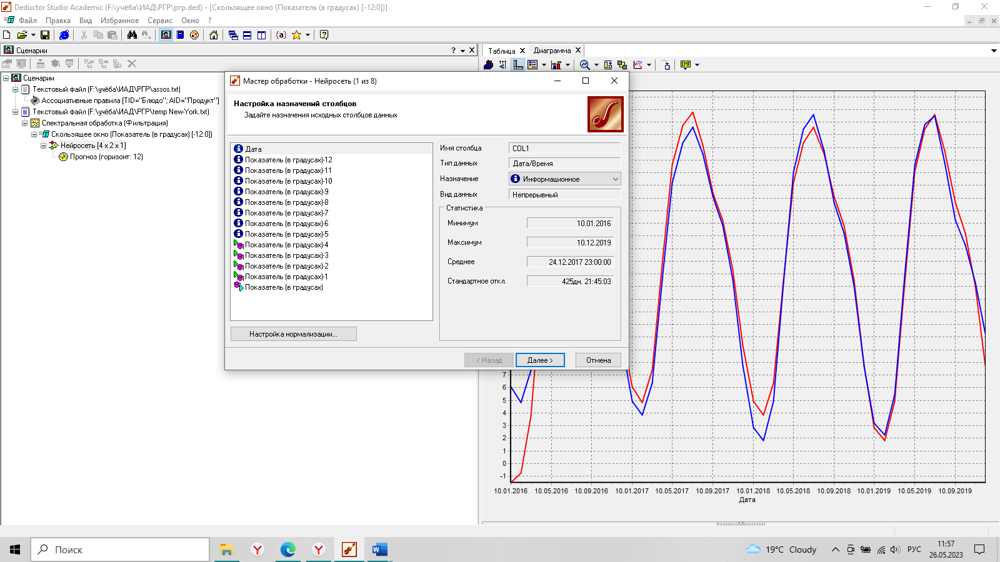 Deductor Studio Academic (F:\учёба\ИАД\РГР\ргр.ded) - [Скользящее окно (Показатель (в градусах) [-12:0])]
Файл Правка Вид Избранное Сервис Окно ?
Сценарии
Таблица Диаграмма
Сценарии
Текстовый файл (F:\учёба\ИАД\РГР\assos.txt)
Ассоциативные правила [TID="Блюдо"; AID="Продукт"]
Текстовый файл (F:\учёба\ИАД\РГР\temp New-York.txt)
Спектральная обработка (Фильтрация)
Скользящее окно (Показатель (в градусах) [-12:0])
Нейросеть [4 x 2 x 1]
Прогноз (горизонт: 12)
Мастер обработки - Нейросеть (1 из 8)
Настройка назначений столбцов
Задайте назначения исходных столбцов данных
Дата
Показатель (в градусах)-12
Показатель (в градусах)-11
Показатель (в градусах)-10
Показатель (в градусах)-9
Показатель (в градусах)-8
Показатель (в градусах)-7
Показатель (в градусах)-6
Показатель (в градусах)-5
Показатель (в градусах)-4
Показатель (в градусах)-3
Показатель (в градусах)-2
Показатель (в градусах)-1
Показатель (в градусах)
Имя столбца COL1
Тип данных Дата/Время
Назначение Информационное
Вид данных Непрерывный
Статистика
Минимум 10.01.2016
Максимум 10.12.2019
Среднее 24.12.2017 23:00:00
Стандартное откл. 425дн. 21:45:03
Настройка нормализации...
< Назад Далее > Отмена
EMF
7
6
5
4
3
2
1
0
-1
10.01.2016 10.05.2016 10.09.2016 10.01.2017 10.05.2017 10.09.2017 10.01.2018 10.05.2018 10.09.2018 10.01.2019 10.05.2019 10.09.2019
Дата
Поиск
19°C Cloudy
РУС
11:57
26.05.2023